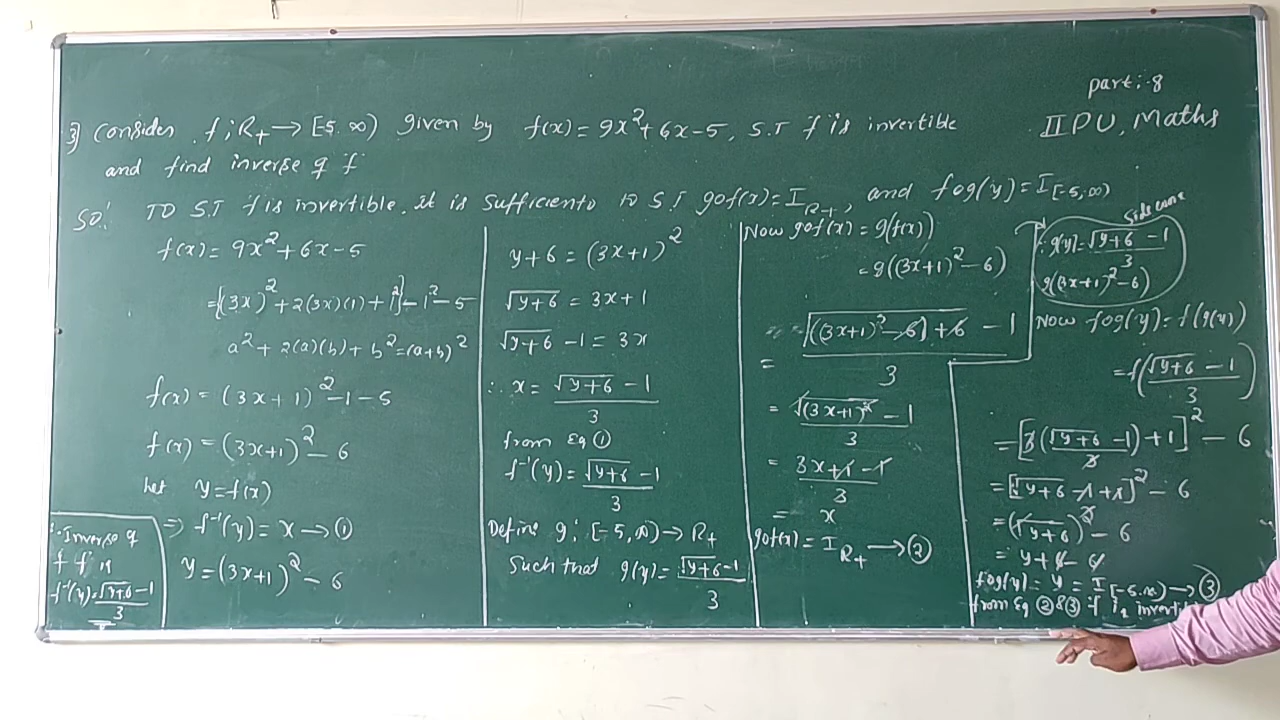 part:-8
II PU, Maths
3) Consider f: R₊ → [-5, ∞) given by f(x) = 9x² + 6x - 5, S.T f is invertible
and find inverse of f
Sol: TO S.T f is invertible, it is Sufficiento to S.T gof(x) = I_R₊, and fog(y) = I_[-5,∞)
f(x) = 9x² + 6x - 5
= [(3x)² + 2(3x)(1) + 1²] - 1² - 5
a² + 2(a)(b) + b² = (a+b)²
f(x) = (3x+1)² - 1 - 5
f(x) = (3x+1)² - 6
let y = f(x)
⇒ f⁻¹(y) = x → ①
y = (3x+1)² - 6
∴ Inverse of
f is
f⁻¹(y) = (√(y+6) - 1)/3
y + 6 = (3x+1)²
√(y+6) = 3x + 1
√(y+6) - 1 = 3x
∴ x = (√(y+6) - 1)/3
from Eq ①
f⁻¹(y) = (√(y+6) - 1)/3
Define g: [-5, ∞) → R₊
Such that g(y) = (√(y+6) - 1)/3
Now gof(x) = g(f(x))
= g((3x+1)² - 6)
= (√([(3x+1)² - 6] + 6) - 1)/3
= (√((3x+1)²) - 1)/3
= (3x + 1 - 1)/3
= x
gof(x) = I_R₊ → ②
Side
∴ g(y) = (√(y+6) - 1)/3
g((3x+1)² - 6)
Now fog(y) = f(g(y))
= f((√(y+6) - 1)/3)
= [3((√(y+6) - 1)/3) + 1]² - 6
= [√(y+6) - 1 + 1]² - 6
= (√(y+6))² - 6
= y + 6 - 6
fog(y) = y = I_[-5,∞) → ③
from Eq ② & ③ f is